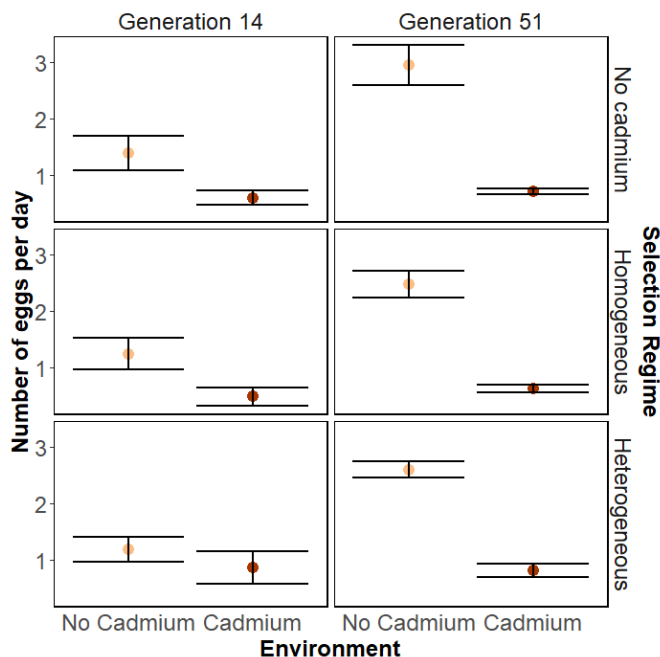 Generation 14
Generation 51
Number of eggs per day
3
2
1
No cadmium
3
2
1
Homogeneous
3
2
1
Heterogeneous
Selection Regime
No Cadmium Cadmium
No Cadmium Cadmium
Environment